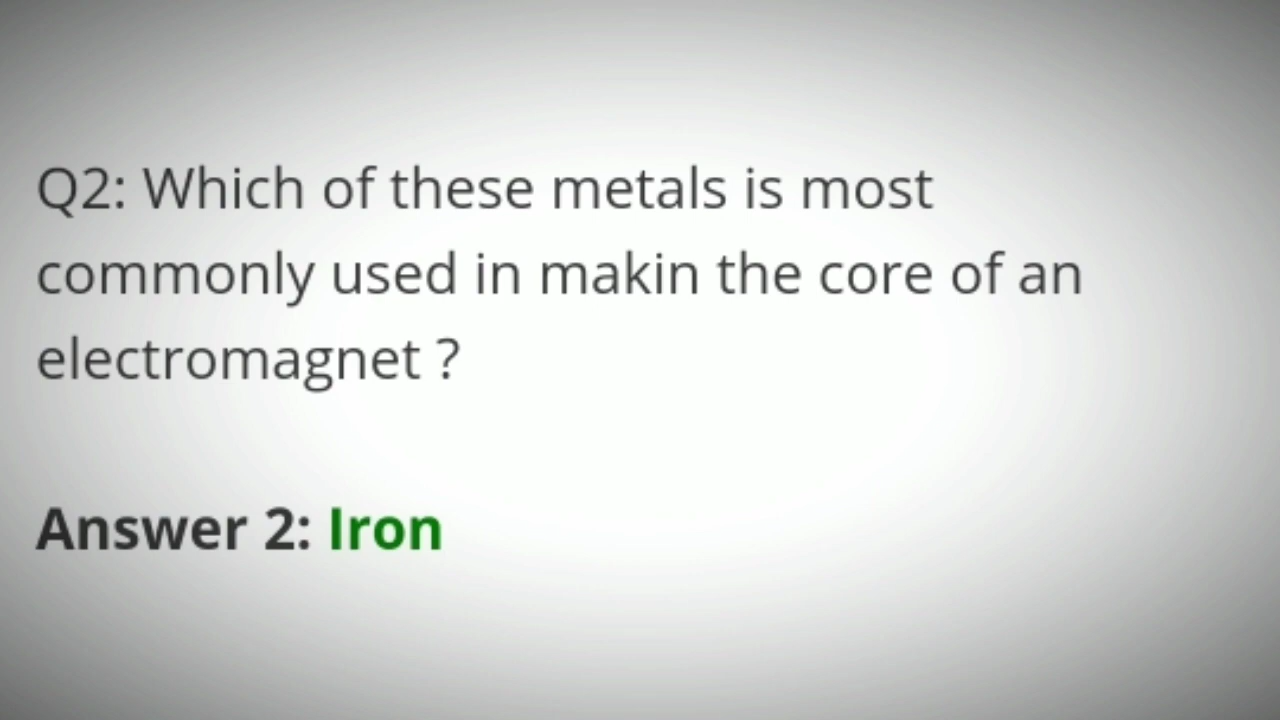 Q2: Which of these metals is most
commonly used in makin the core of an
electromagnet ?
Answer 2: Iron